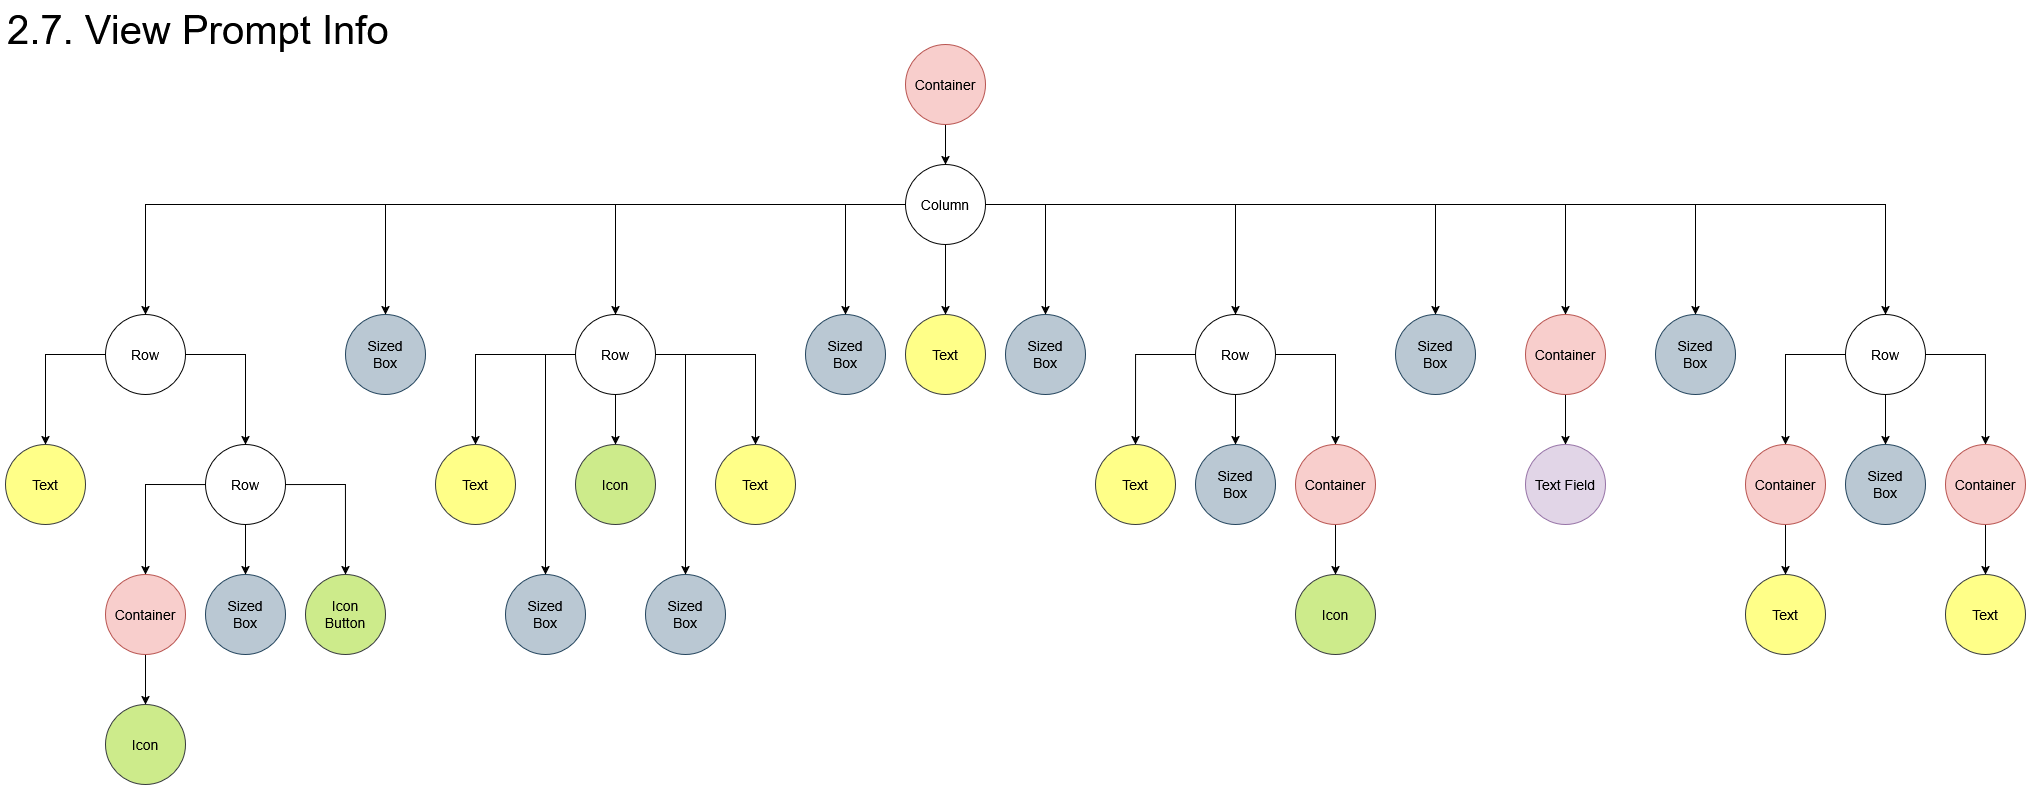 2.7. View Prompt Info
Container
Column
Row
Sized
Box
Row
Sized
Box
Text
Sized
Box
Row
Sized
Box
Container
Sized
Box
Row
Text
Row
Text
Icon
Text
Text
Sized
Box
Container
Text Field
Container
Sized
Box
Container
Container
Sized
Box
Icon
Button
Sized
Box
Sized
Box
Icon
Text
Text
Icon